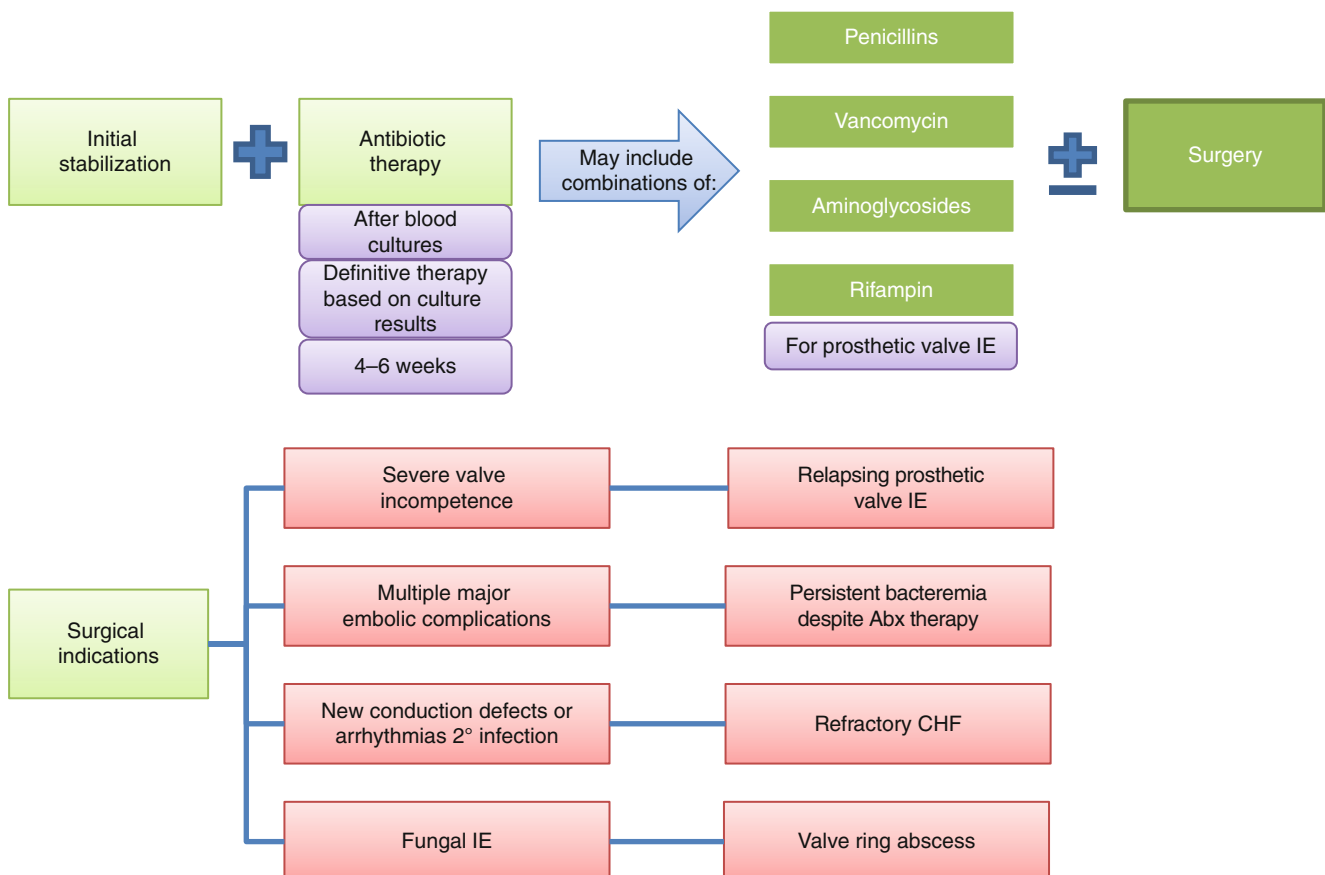 Initial
stabilization
Antibiotic
therapy
After blood
cultures
Definitive therapy
based on culture
results
4–6 weeks
May include
combinations of:
Penicillins
Vancomycin
Aminoglycosides
Rifampin
For prosthetic valve IE
Surgery
Surgical
indications
Severe valve
incompetence
Relapsing prosthetic
valve IE
Multiple major
embolic complications
Persistent bacteremia
despite Abx therapy
New conduction defects or
arrhythmias 2° infection
Refractory CHF
Fungal IE
Valve ring abscess